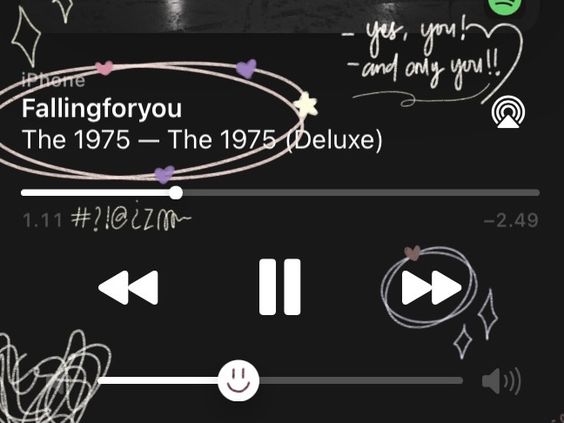 - yes, you!
- and only you!!
iPhone
Fallingforyou
The 1975 — The 1975 (Deluxe)
1.11 #?!@¿
−2.49